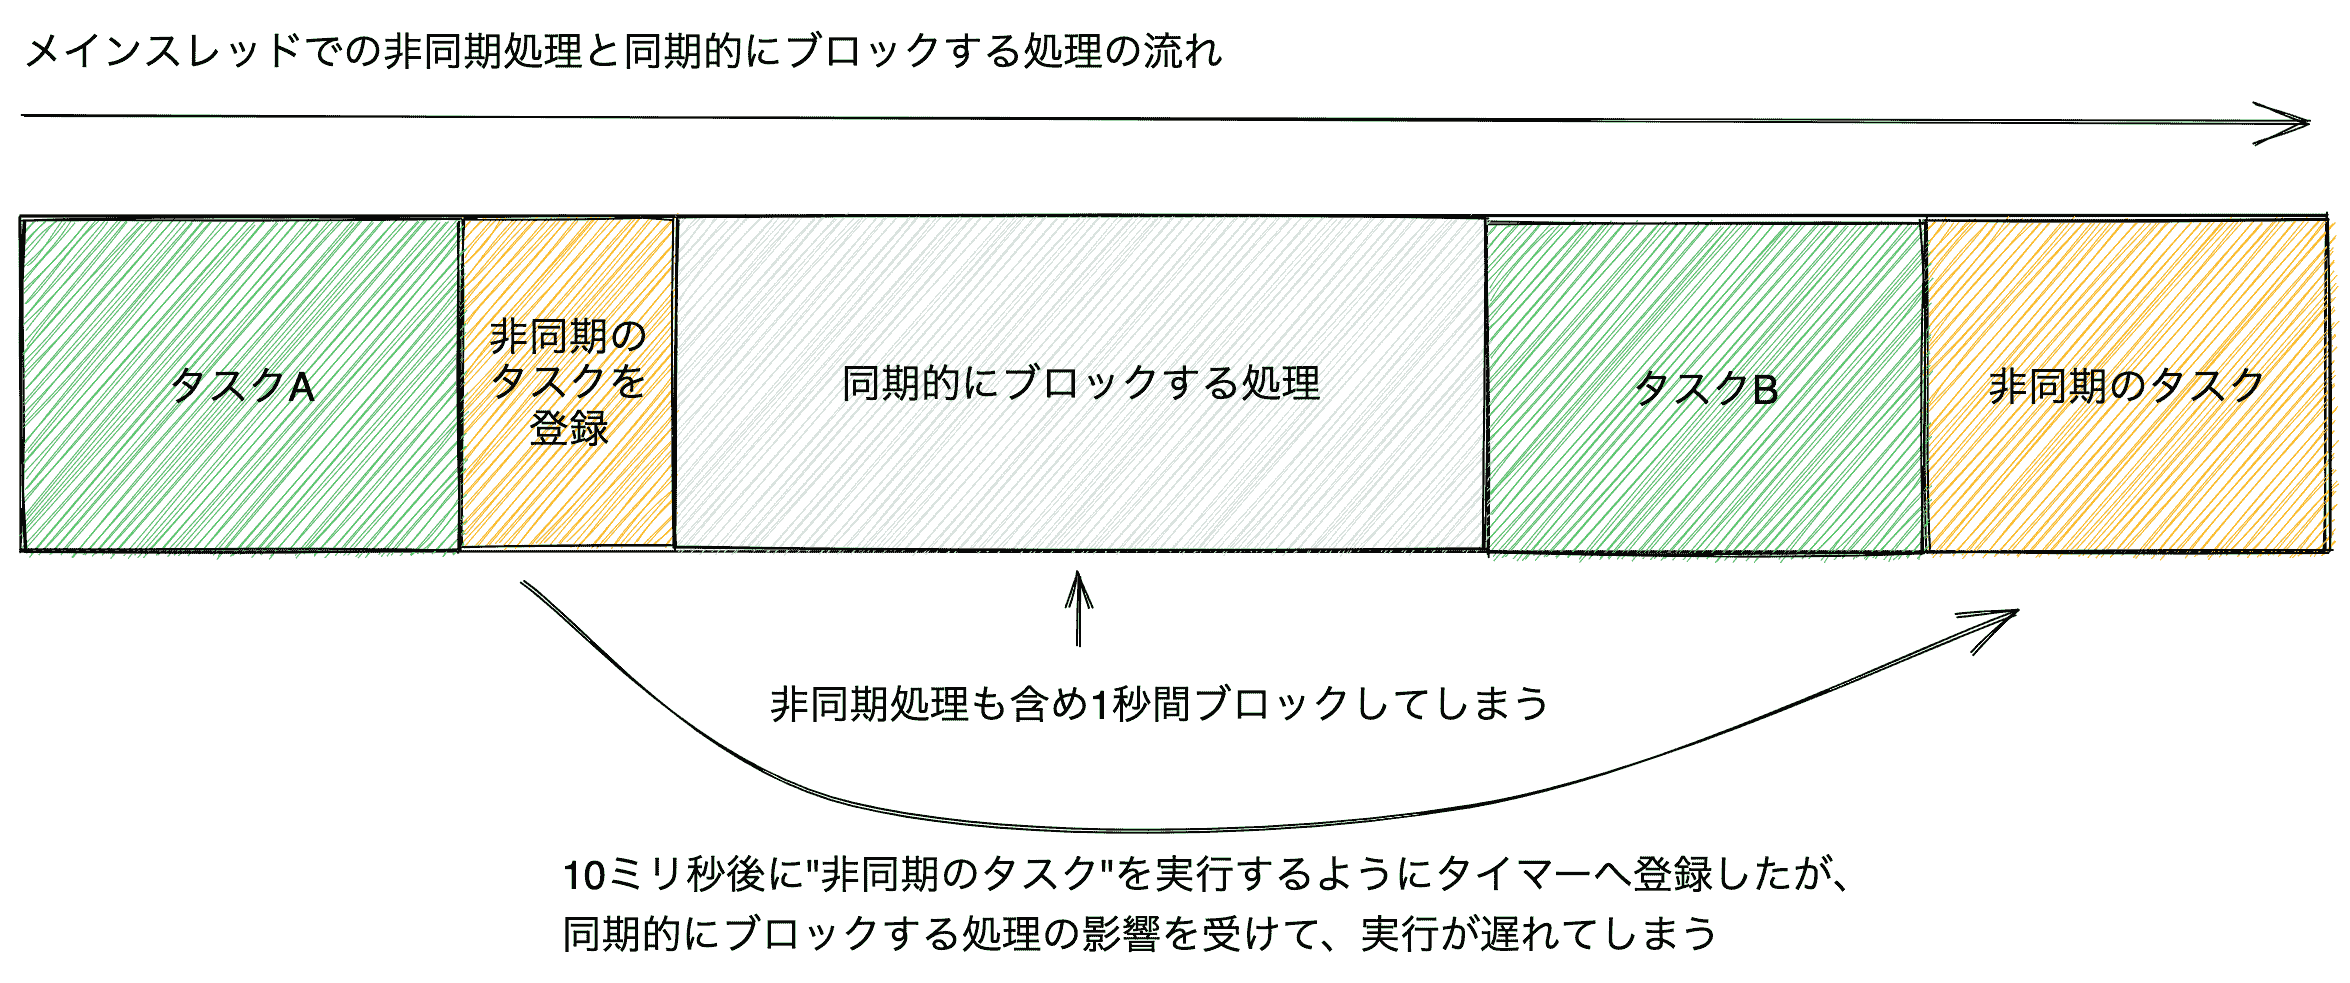 メインスレッドでの非同期処理と同期的にブロックする処理の流れ
タスクA
非同期の
タスクを
登録
同期的にブロックする処理
タスクB
非同期のタスク
非同期処理も含め1秒間ブロックしてしまう
10ミリ秒後に"非同期のタスク"を実行するようにタイマーへ登録したが、
同期的にブロックする処理の影響を受けて、実行が遅れてしまう